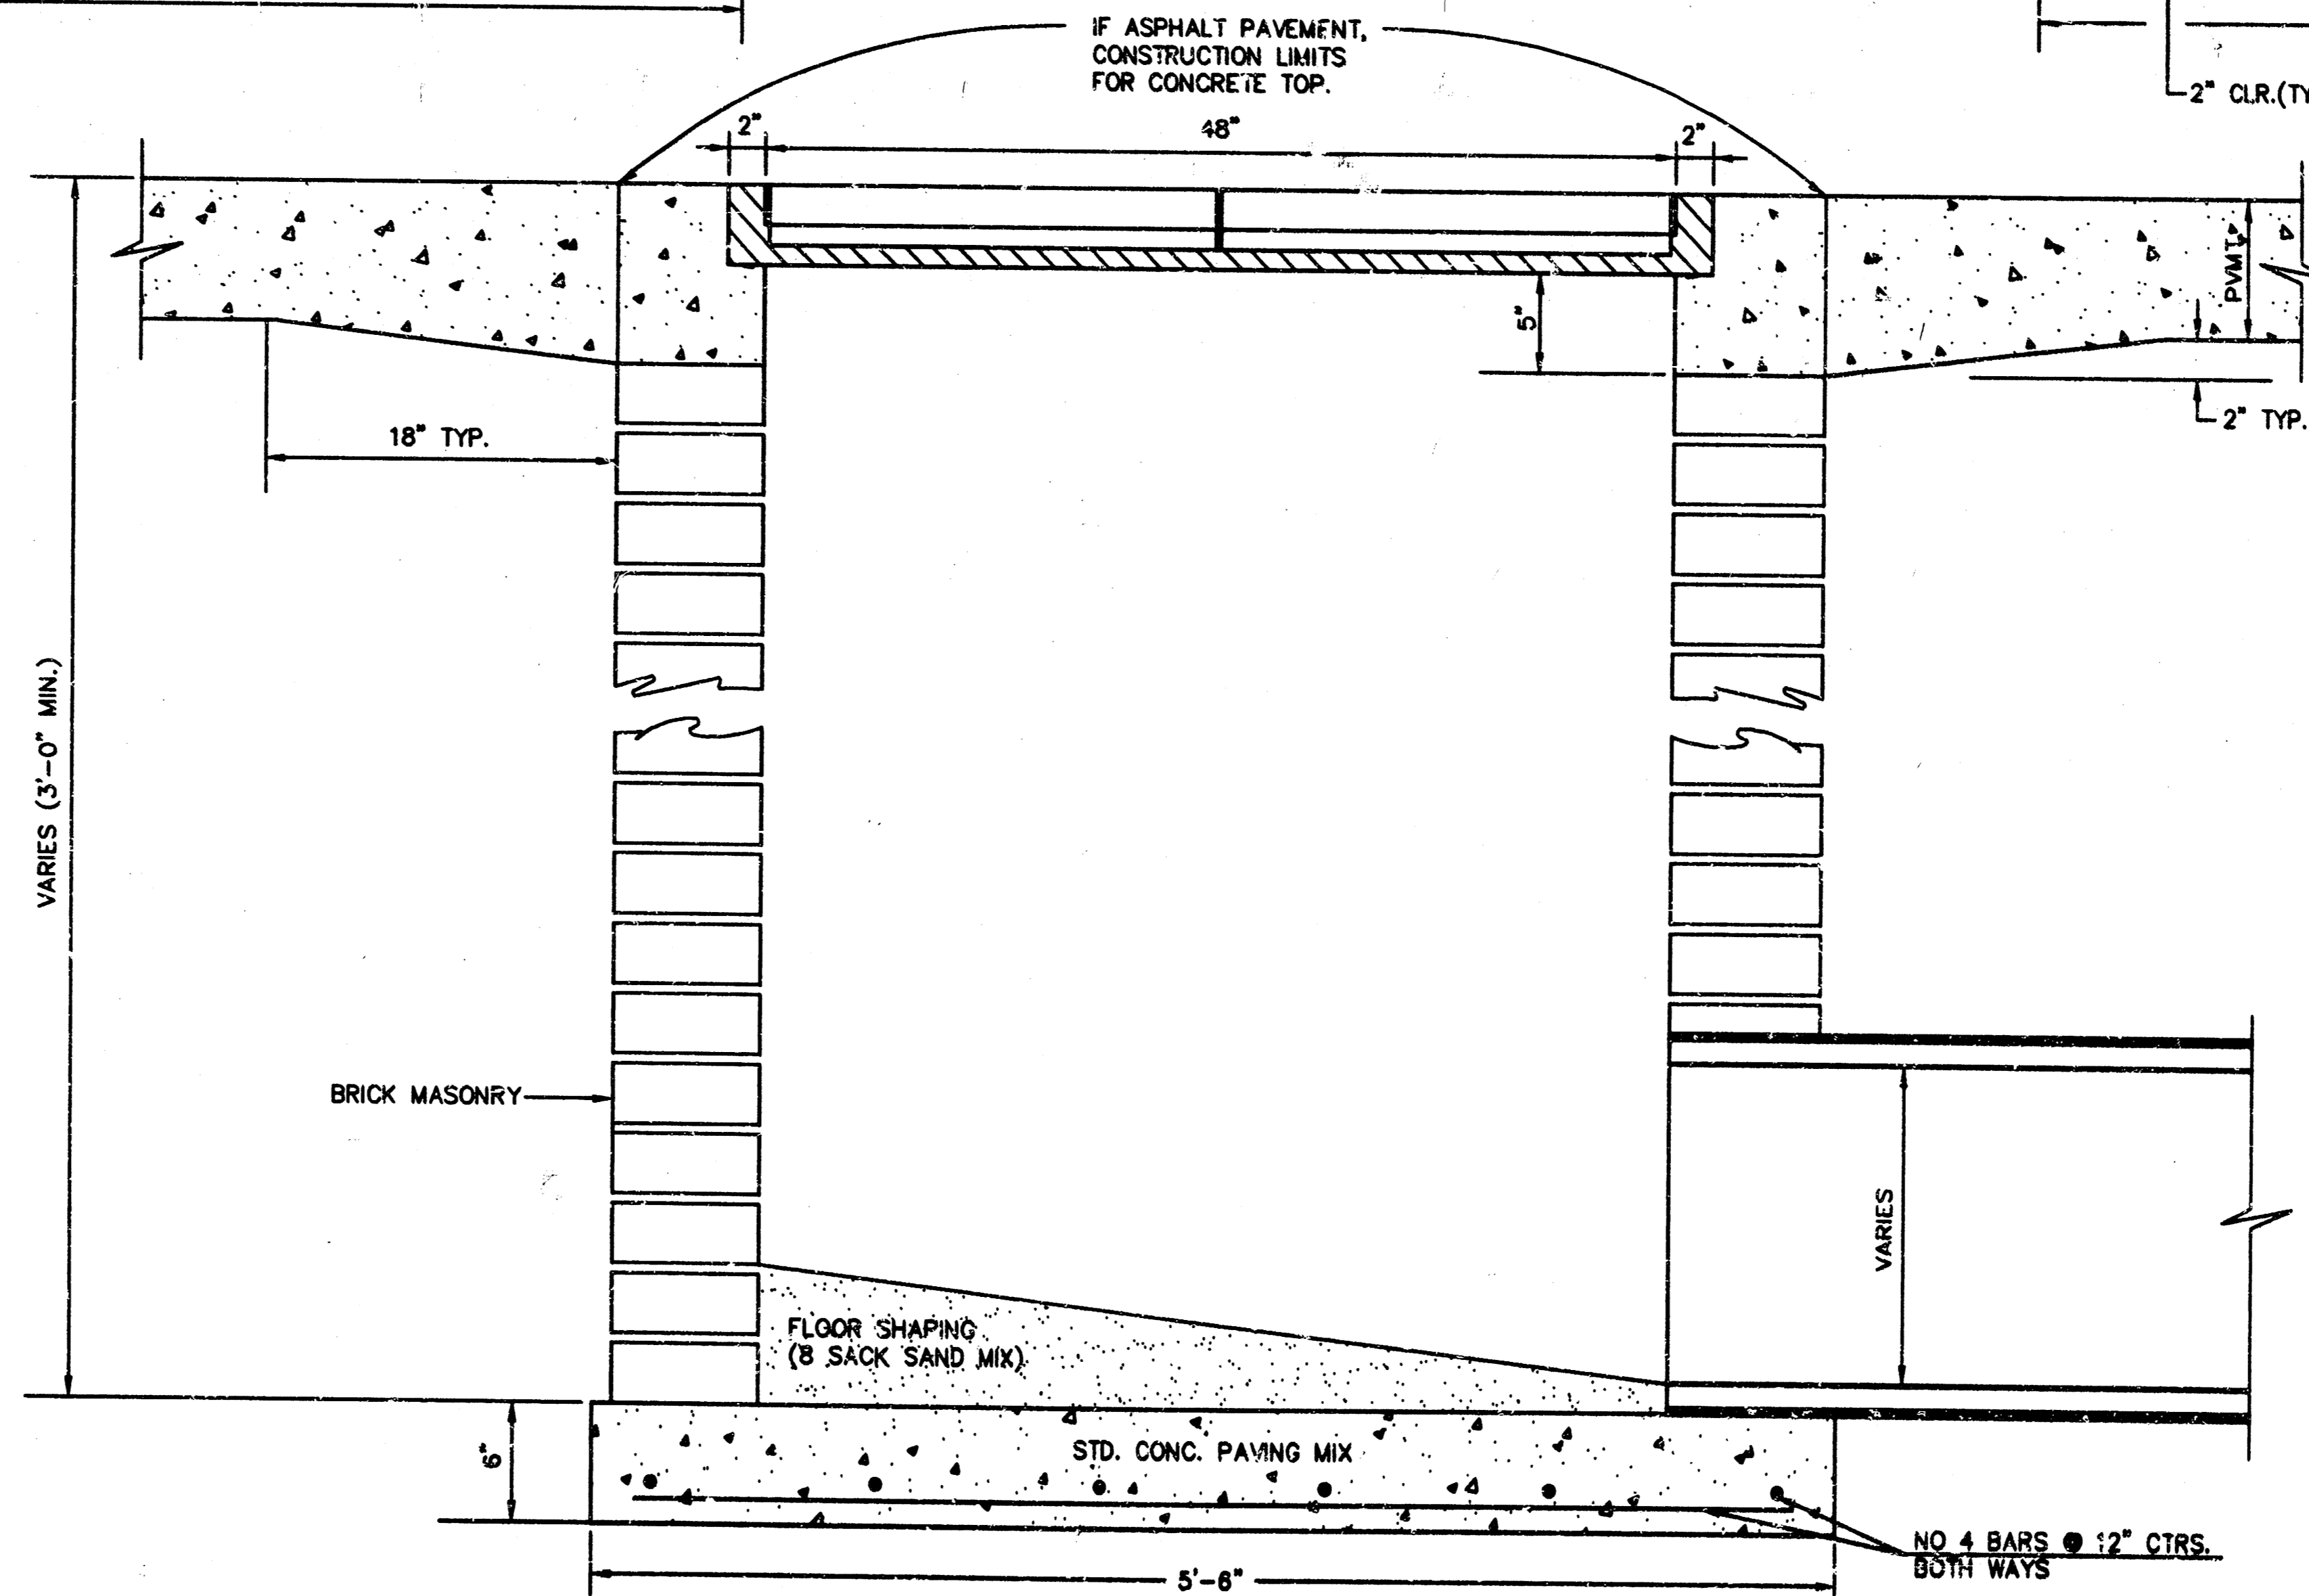 IF ASPHALT PAVEMENT,
CONSTRUCTION LIMITS
FOR CONCRETE TOP.
2" CLR.(TY
2"
48"
2"
PVMT.
5"
2" TYP.
18" TYP.
VARIES (3'-0" MIN.)
BRICK MASONRY
VARIES
FLOOR SHAPING
(8 SACK SAND MIX)
6"
STD. CONC. PAVING MIX
NO 4 BARS @ 12" CTRS.
BOTH WAYS
5'-6"